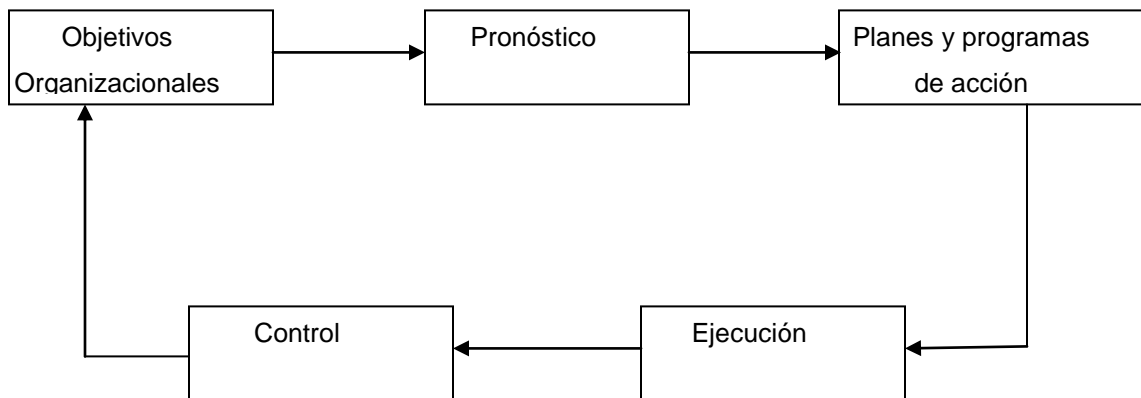 Objetivos
Organizacionales
Pronóstico
Planes y programas
de acción
Control
Ejecución